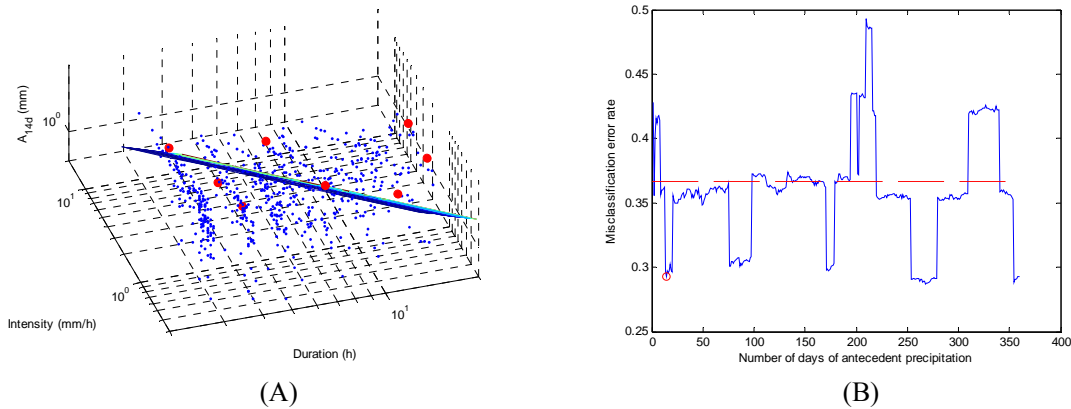 A14d (mm)
10^0
10^1
10^0
10^1
Intensity (mm/h)
Duration (h)
(A)
0.5
0.45
0.4
0.35
0.3
0.25
Misclassification error rate
0 50 100 150 200 250 300 350 400
Number of days of antecedent precipitation
(B)